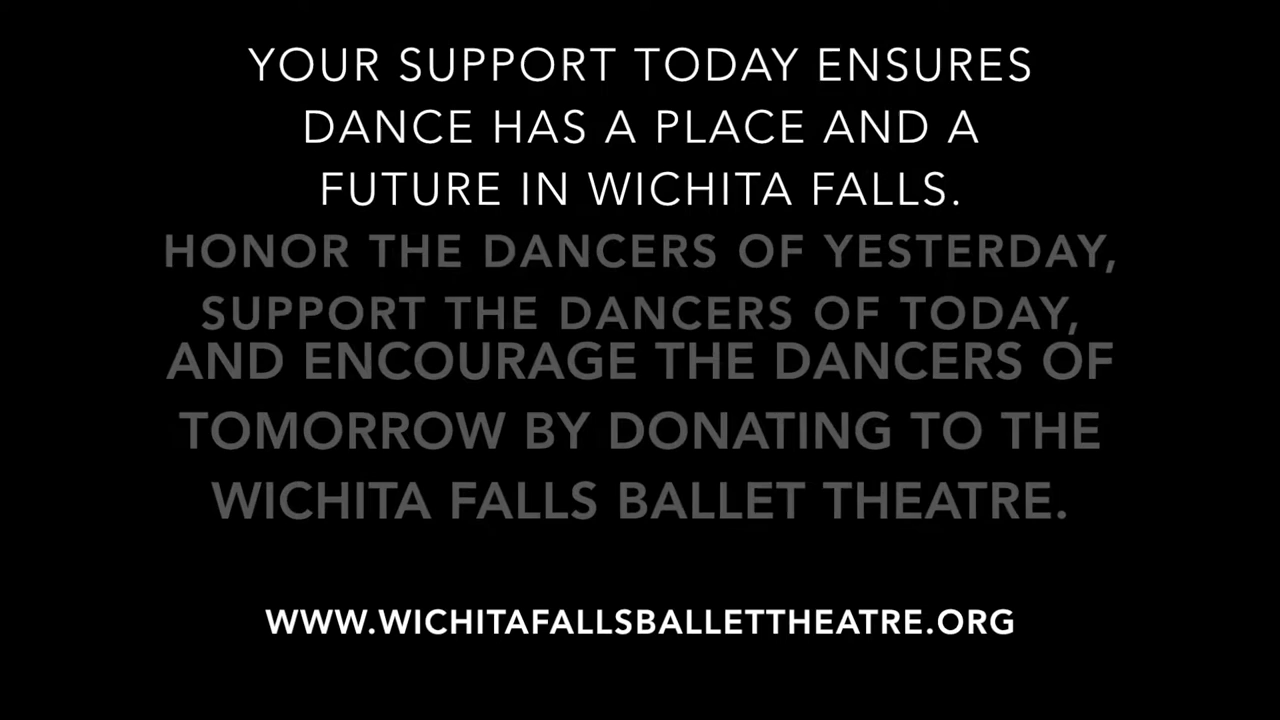 YOUR SUPPORT TODAY ENSURES
DANCE HAS A PLACE AND A
FUTURE IN WICHITA FALLS.
HONOR THE DANCERS OF YESTERDAY,
SUPPORT THE DANCERS OF TODAY,
AND ENCOURAGE THE DANCERS OF
TOMORROW BY DONATING TO THE
WICHITA FALLS BALLET THEATRE.
WWW.WICHITAFALLSBALLETTHEATRE.ORG